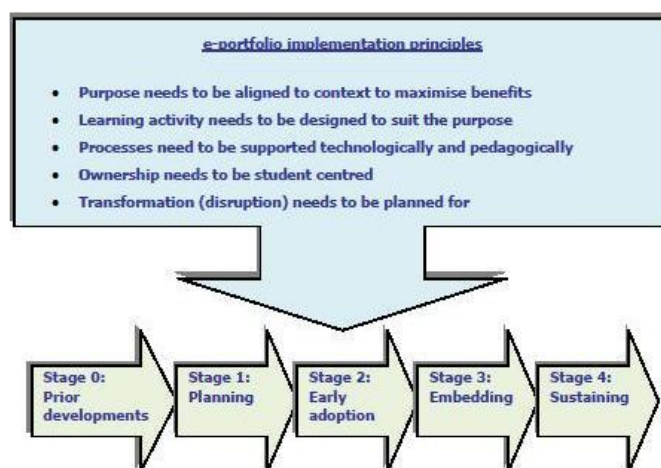 e-portfolio implementation principles
• Purpose needs to be aligned to context to maximise benefits
• Learning activity needs to be designed to suit the purpose
• Processes need to be supported technologically and pedagogically
• Ownership needs to be student centred
• Transformation (disruption) needs to be planned for
Stage 0:
Prior
developments
Stage 1:
Planning
Stage 2:
Early
adoption
Stage 3:
Embedding
Stage 4:
Sustaining